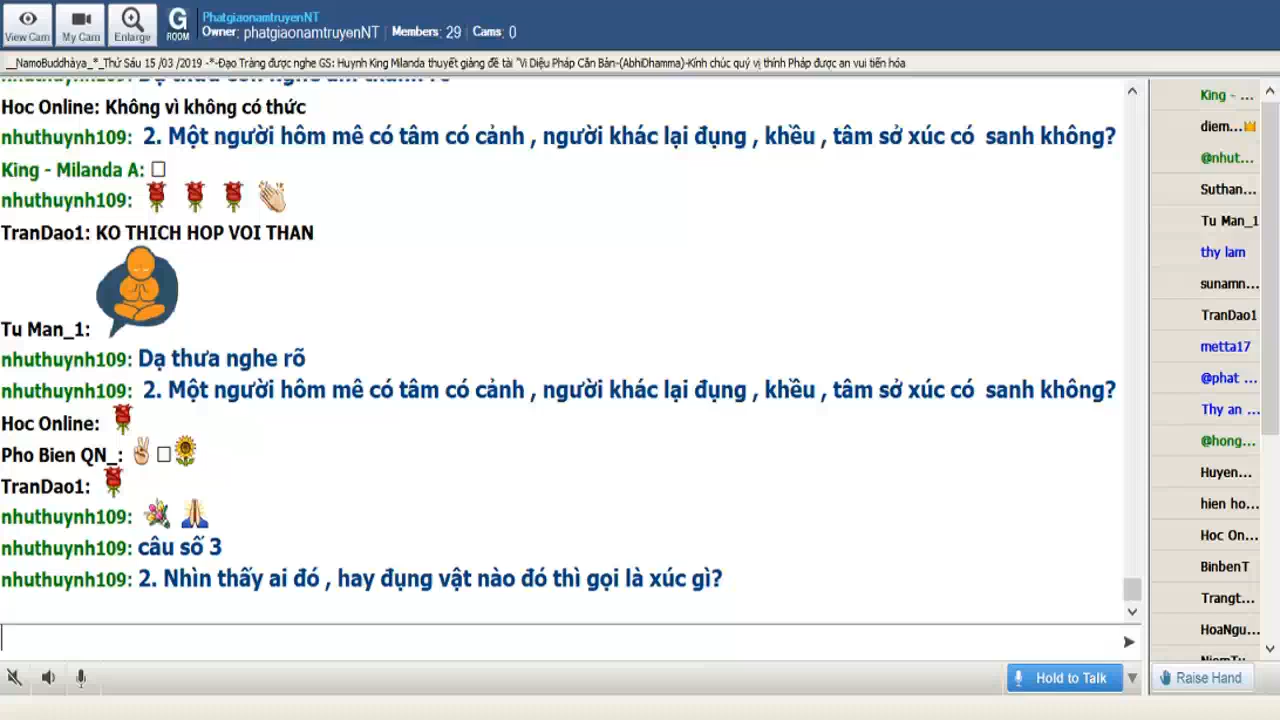 View Cam
My Cam
Enlarge
G
ROOM
PhatgiaonamtruyenNT
Owner: phatgiaonamtruyenNT
Members: 29
Cams: 0
__NamoBuddhàya_*_Thứ Sáu 15 /03 /2019 -*-Đạo Tràng được nghe GS: Huynh King Milanda thuyết giảng đề tài "Vi Diệu Pháp Căn Bản-(AbhiDhamma)-Kính chúc quý vị thính Pháp được an vui tiến hóa
Hoc Online: Không vì không có thức
nhuthuynh109: 2. Một người hôm mê có tâm có cảnh , người khác lại đụng , khều , tâm sở xúc có sanh không?
King - Milanda A:
nhuthuynh109:
TranDao1: KO THICH HOP VOI THAN
Tu Man_1:
nhuthuynh109: Dạ thưa nghe rõ
nhuthuynh109: 2. Một người hôm mê có tâm có cảnh , người khác lại đụng , khều , tâm sở xúc có sanh không?
Hoc Online:
Pho Bien QN_:
TranDao1:
nhuthuynh109:
nhuthuynh109: câu số 3
nhuthuynh109: 2. Nhìn thấy ai đó , hay đụng vật nào đó thì gọi là xúc gì?
King - ...
diem...
@nhut...
Suthan...
Tu Man_1
thy lam
sunamn...
TranDao1
metta17
@phat ...
Thy an ...
@hong...
Huyen...
hien ho...
Hoc On...
BinbenT
Trangt...
HoaNgu...
Hold to Talk
Raise Hand